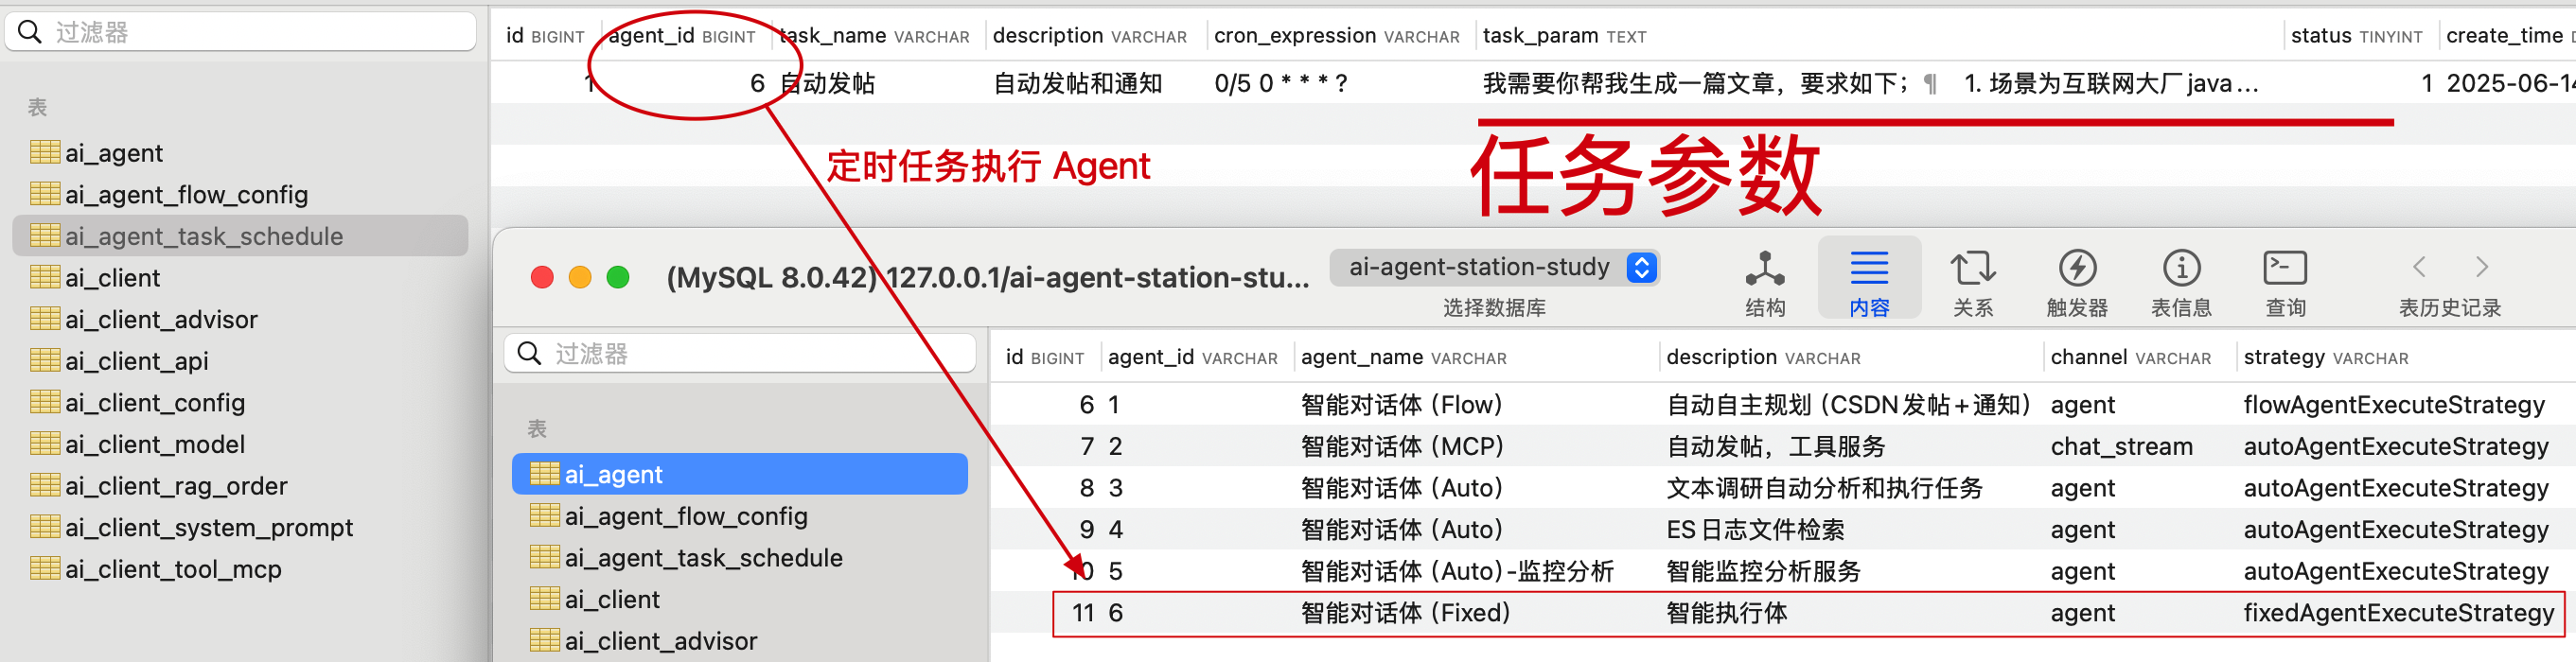 过滤器
表
ai_agent
ai_agent_flow_config
ai_agent_task_schedule
ai_client
ai_client_advisor
ai_client_api
ai_client_config
ai_client_model
ai_client_rag_order
ai_client_system_prompt
ai_client_tool_mcp
id BIGINT agent_id BIGINT task_name VARCHAR description VARCHAR cron_expression VARCHAR task_param TEXT status TINYINT create_time
1 6 自动发帖 自动发帖和通知 0/5 0 * * * ? 我需要你帮我生成一篇文章，要求如下；¶ 1. 场景为互联网大厂java... 1 2025-06-14
定时任务执行 Agent
任务参数
(MySQL 8.0.42) 127.0.0.1/ai-agent-station-stu...
ai-agent-station-study
选择数据库
结构 内容 关系 触发器 表信息 查询 表历史记录
过滤器
表
ai_agent
ai_agent_flow_config
ai_agent_task_schedule
ai_client
ai_client_advisor
id BIGINT agent_id VARCHAR agent_name VARCHAR description VARCHAR channel VARCHAR strategy VARCHAR
6 1 智能对话体（Flow） 自动自主规划（CSDN发帖+通知） agent flowAgentExecuteStrategy
7 2 智能对话体（MCP） 自动发帖，工具服务 chat_stream autoAgentExecuteStrategy
8 3 智能对话体（Auto） 文本调研自动分析和执行任务 agent autoAgentExecuteStrategy
9 4 智能对话体（Auto） ES日志文件检索 agent autoAgentExecuteStrategy
10 5 智能对话体（Auto）-监控分析 智能监控分析服务 agent autoAgentExecuteStrategy
11 6 智能对话体（Fixed） 智能执行体 agent fixedAgentExecuteStrategy